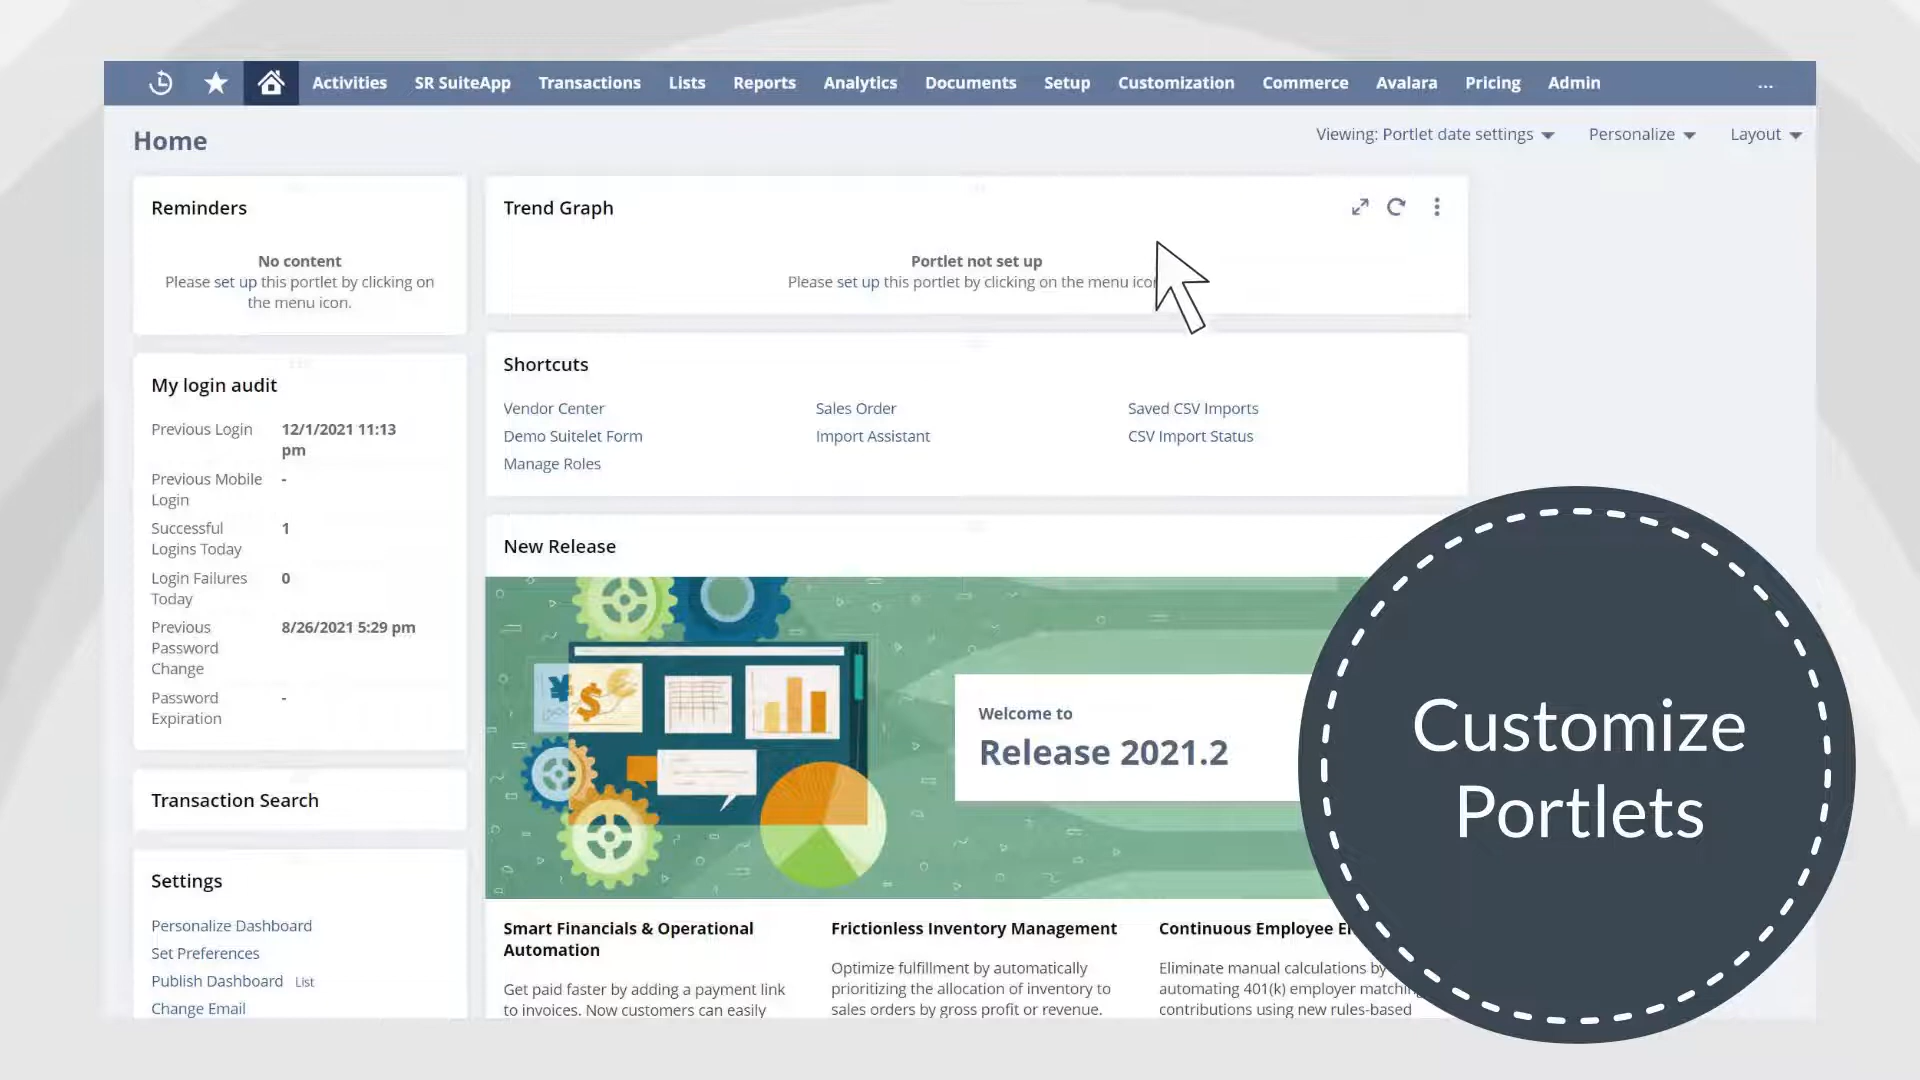 Activities SR SuiteApp Transactions Lists Reports Analytics Documents Setup Customization Commerce Avalara Pricing Admin ...
Home
Viewing: Portlet date settings Personalize Layout
Reminders
No content
Please set up this portlet by clicking on
the menu icon.
Trend Graph
Portlet not set up
Please set up this portlet by clicking on the menu
My login audit
Previous Login 12/1/2021 11:13
pm
Previous Mobile -
Login
Successful 1
Logins Today
Login Failures 0
Today
Previous 8/26/2021 5:29 pm
Password
Change
Password -
Expiration
Shortcuts
Vendor Center Sales Order Saved CSV Imports
Demo Suitelet Form Import Assistant CSV Import Status
Manage Roles
New Release
Welcome to
Release 2021.2
Transaction Search
Settings
Personalize Dashboard
Set Preferences
Publish Dashboard List
Change Email
Smart Financials & Operational
Automation
Get paid faster by adding a payment link
to invoices. Now customers can easily
Frictionless Inventory Management
Optimize fulfillment by automatically
prioritizing the allocation of inventory to
sales orders by gross profit or revenue.
Continuous Employee
Eliminate manual calculations by
automating 401(k) employer
contributions using new rules-based
Customize
Portlets